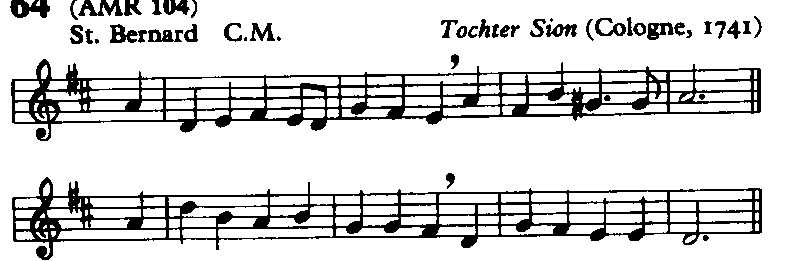 64 (AMR 104)
St. Bernard C.M. Tochter Sion (Cologne, 1741)